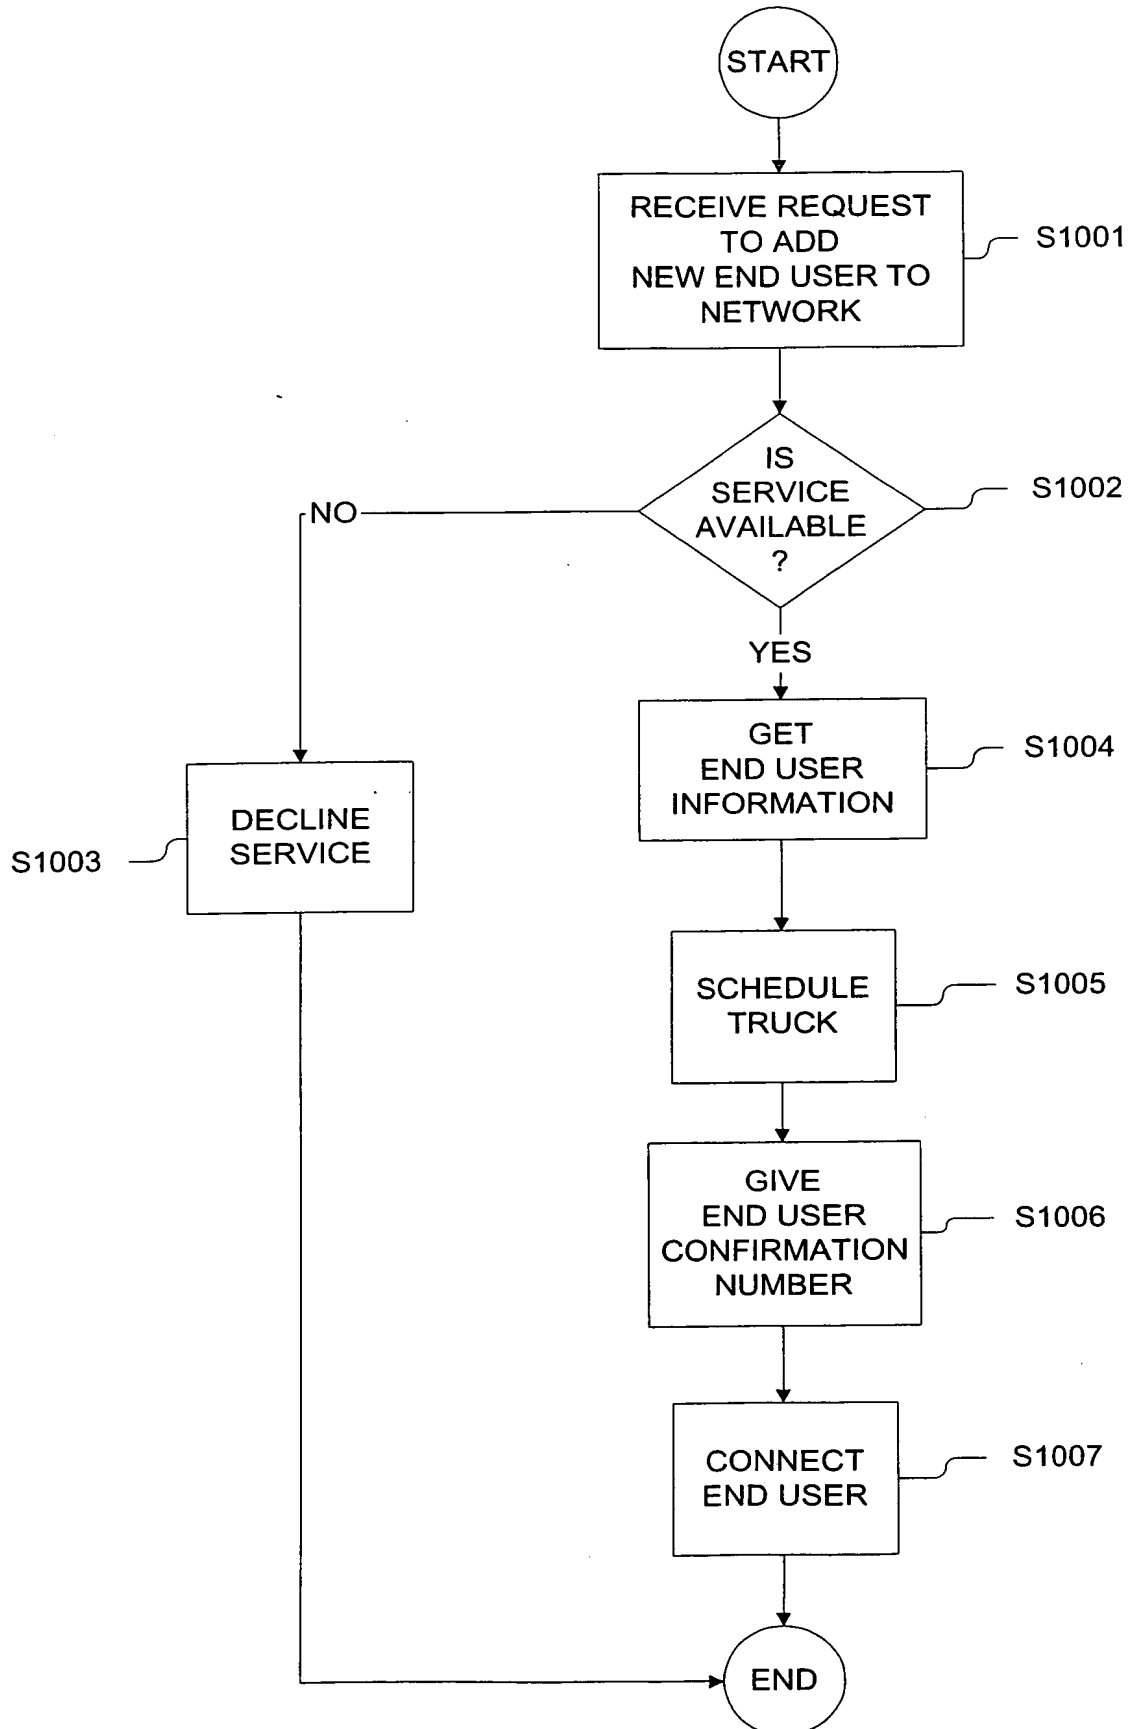 START
RECEIVE REQUEST
TO ADD
NEW END USER TO
NETWORK
S1001
IS
SERVICE
AVAILABLE
?
S1002
NO
YES
GET
END USER
INFORMATION
S1004
DECLINE
SERVICE
S1003
SCHEDULE
TRUCK
S1005
GIVE
END USER
CONFIRMATION
NUMBER
S1006
CONNECT
END USER
S1007
END